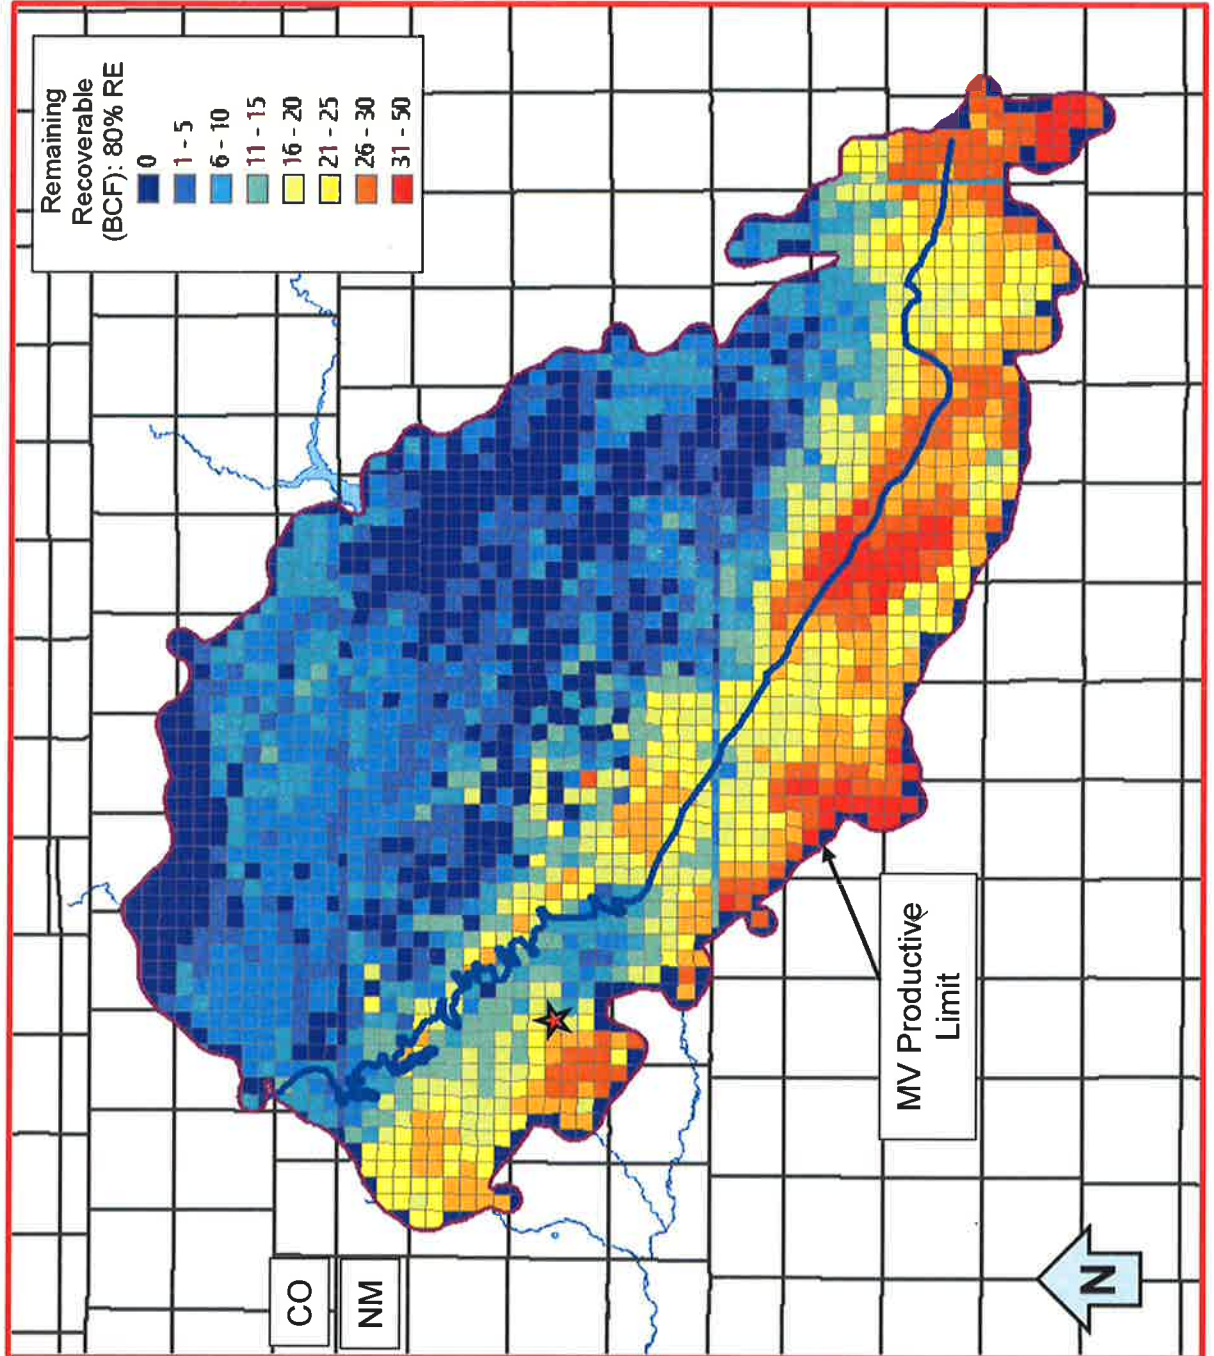 Remaining
Recoverable
(BCF): 80% RE
0
1 - 5
6 - 10
11 - 15
16 - 20
21 - 25
26 - 30
31 - 50
CO
NM
MV Productive
Limit
N